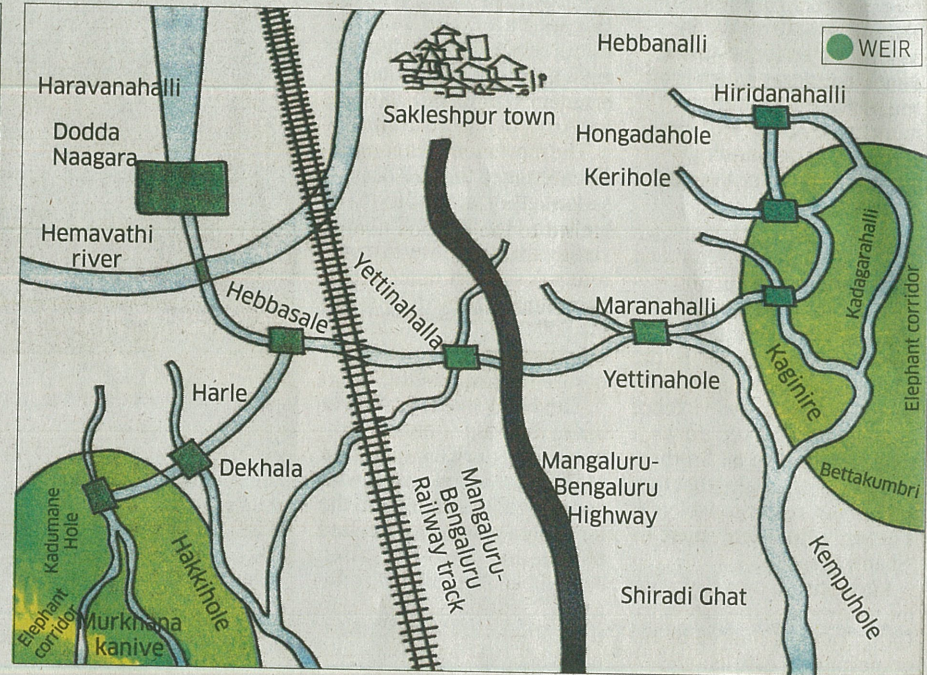 Hebbanalli
WEIR
Haravanahalli
Hiridanahalli
Sakleshpur town
Dodda
Naagara
Hongadahole
Kerihole
Hemavathi
river
Kadagarahalli
Yettinahalla
Hebbasale
Maranahalli
Elephant corridor
Yettinahole
Kaginire
Harle
Dekhala
Mangaluru-
Bengaluru
Highway
Bettakumbri
Mangaluru-
Bengaluru
Railway track
Kadumane
Hole
Hakkihole
Kempuhole
Shiradi Ghat
Elephant
corridor
Murkhana
kanive